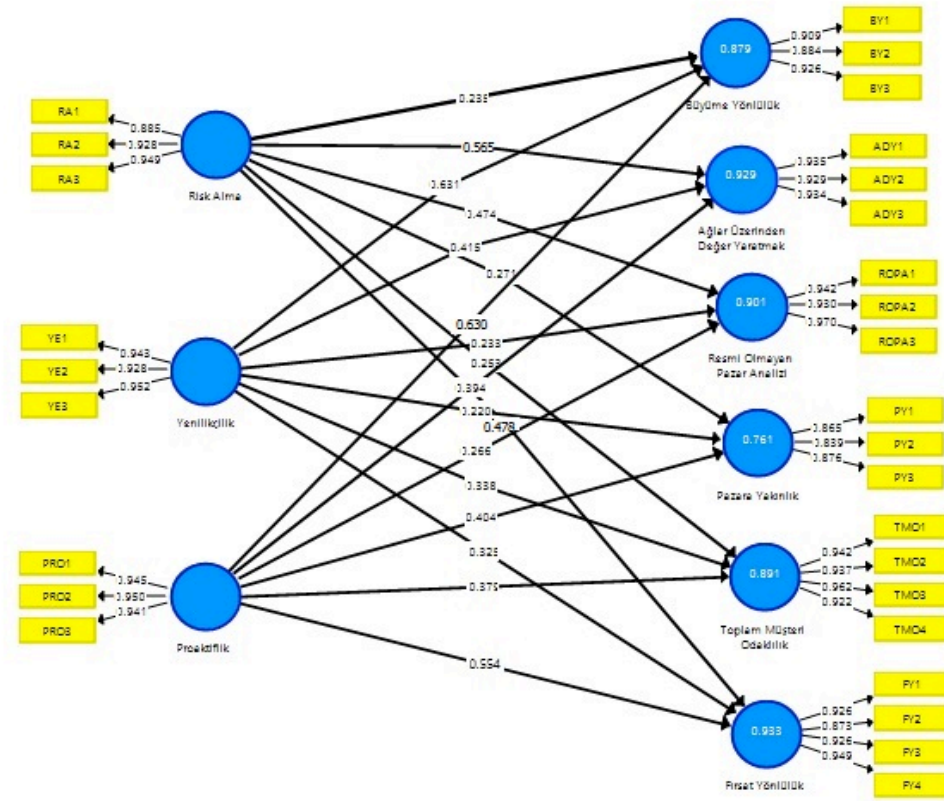 RA1
RA2
RA3
0.885
0.928
0.949
Risk Alma
YE1
YE2
YE3
0.943
0.928
0.952
Yenilikçilik
PRO1
PRO2
PRO3
0.945
0.950
0.941
Proaktiflik
0.565
0.631
0.474
0.415
0.271
0.630
0.233
0.394
0.220
0.478
0.266
0.338
0.404
0.379
0.554
0.879
Büyüme Yönlülük
0.909
0.884
0.926
BY1
BY2
BY3
0.929
Ağlar Üzerinden
Değer Yaratmak
0.935
0.929
0.934
ADY1
ADY2
ADY3
0.901
Resmi Olmayan
Pazar Analizi
0.942
0.930
0.970
ROPA1
ROPA2
ROPA3
0.761
Pazara Yakınlık
0.865
0.839
0.876
PY1
PY2
PY3
0.891
Toplam Müşteri
Odaklılık
0.942
0.937
0.962
0.922
TMO1
TMO2
TMO3
TMO4
0.933
Fırsat Yönlülük
0.926
0.873
0.926
0.949
FY1
FY2
FY3
FY4